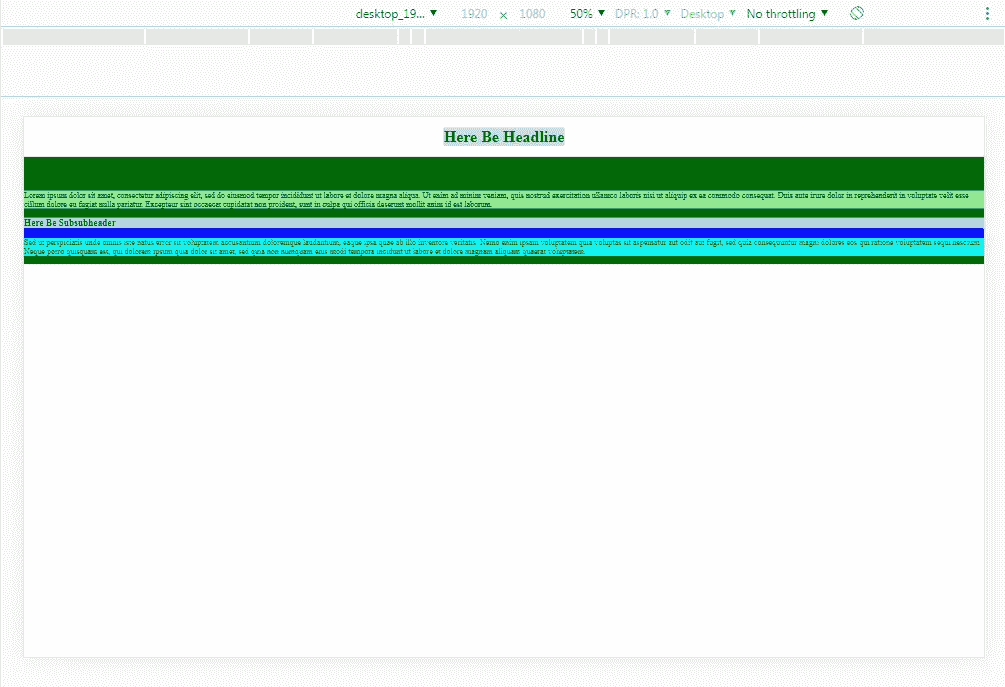 desktop_19... ▼ 1920 × 1080 50% ▼ DPR: 1.0 ▼ Desktop ▼ No throttling ▼
Here Be Headline
Lorem ipsum dolor sit amet, consectetur adipiscing elit, sed do eiusmod tempor incididunt ut labore et dolore magna aliqua. Ut enim ad minim veniam, quis nostrud exercitation ullamco laboris nisi ut aliquip ex ea commodo consequat. Duis aute irure dolor in reprehenderit in voluptate velit esse
cillum dolore eu fugiat nulla pariatur. Excepteur sint occaecat cupidatat non proident, sunt in culpa qui officia deserunt mollit anim id est laborum.
Here Be Subsubheader
Sed ut perspiciatis unde omnis iste natus error sit voluptatem accusantium doloremque laudantium, eaque ipsa quae ab illo inventore veritatis. Nemo enim ipsam voluptatem quia voluptas sit aspernatur aut odit aut fugit, sed quia consequuntur magni dolores eos qui ratione voluptatem sequi nesciunt.
Neque porro quisquam est, qui dolorem ipsum quia dolor sit amet, sed quia non numquam eius modi tempora incidunt ut labore et dolore magnam aliquam quaerat voluptatem.